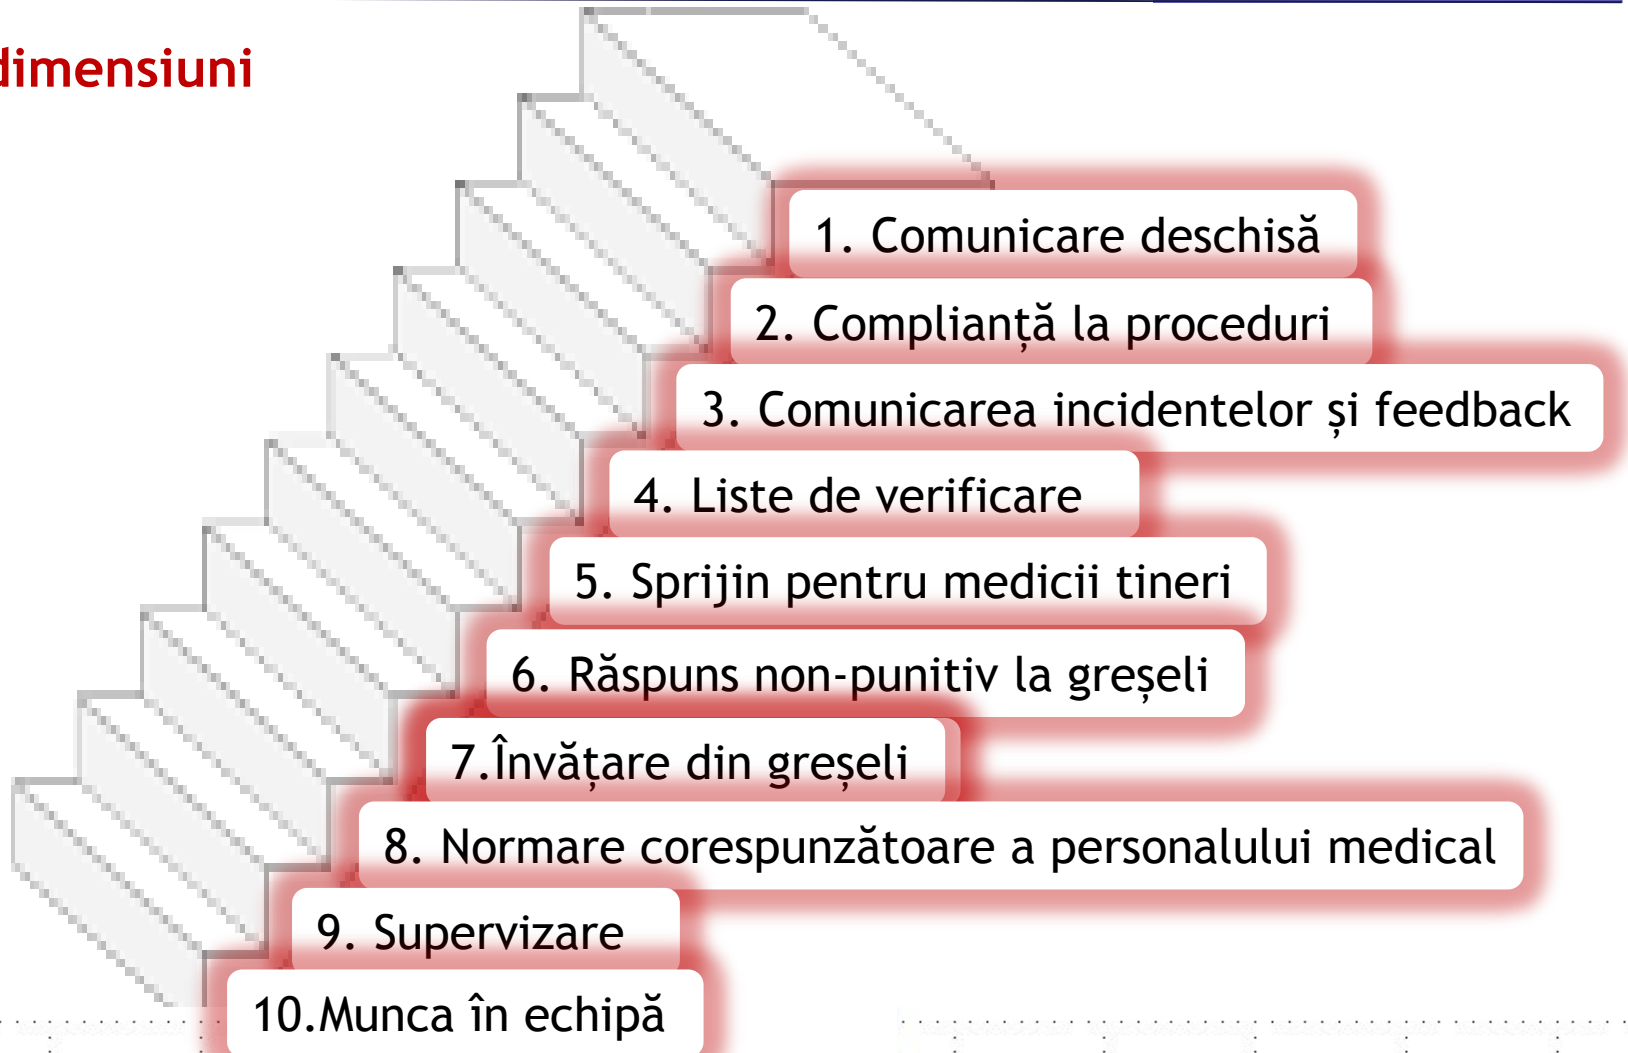 dimensiuni
1. Comunicare deschisă
2. Complianță la proceduri
3. Comunicarea incidentelor și feedback
4. Liste de verificare
5. Sprijin pentru medicii tineri
6. Răspuns non-punitiv la greșeli
7.Învățare din greșeli
8. Normare corespunzătoare a personalului medical
9. Supervizare
10.Munca în echipă